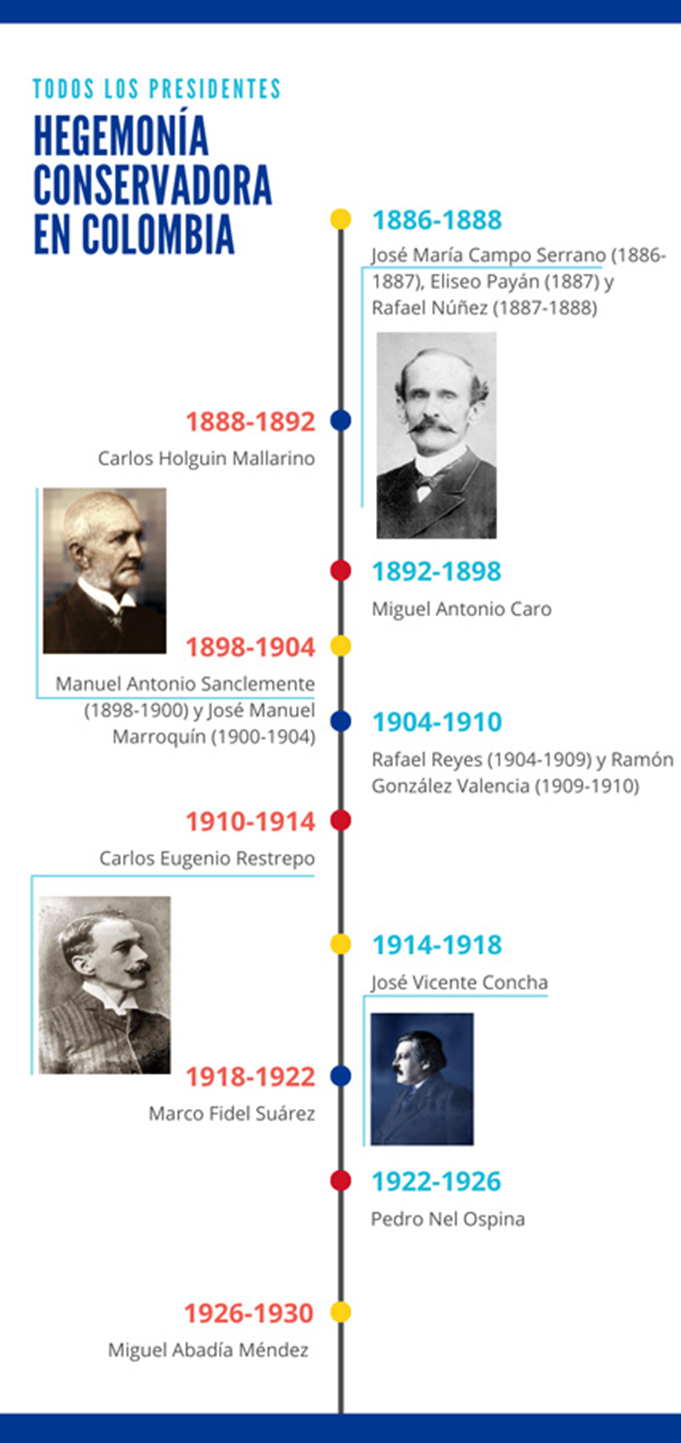 TODOS LOS PRESIDENTES
HEGEMONÍA
CONSERVADORA
EN COLOMBIA
1886-1888
José María Campo Serrano (1886-
1887), Eliseo Payán (1887) y
Rafael Núñez (1887-1888)
1888-1892
Carlos Holguin Mallarino
1892-1898
Miguel Antonio Caro
1898-1904
Manuel Antonio Sanclemente
(1898-1900) y José Manuel
Marroquín (1900-1904)
1904-1910
Rafael Reyes (1904-1909) y Ramón
González Valencia (1909-1910)
1910-1914
Carlos Eugenio Restrepo
1914-1918
José Vicente Concha
1918-1922
Marco Fidel Suárez
1922-1926
Pedro Nel Ospina
1926-1930
Miguel Abadía Méndez